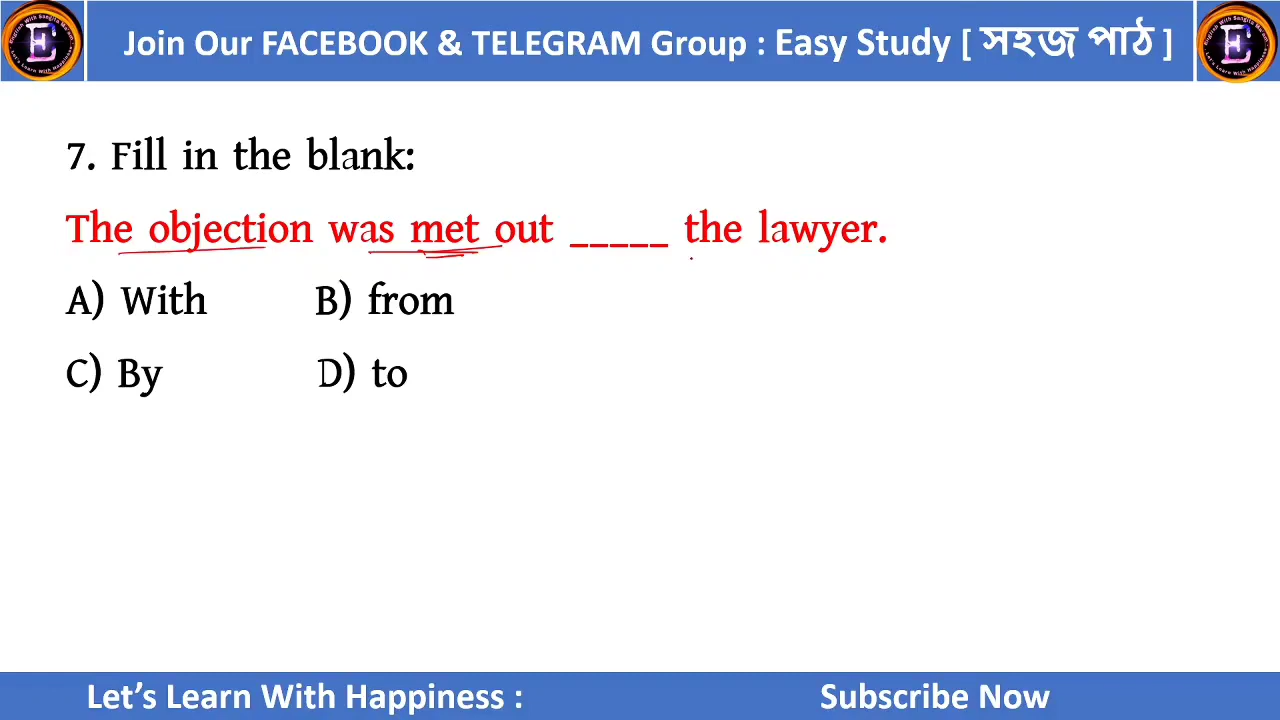 Join Our FACEBOOK & TELEGRAM Group : Easy Study [ সহজ পাঠ ]
7. Fill in the blank:
The objection was met out _____ the lawyer.
A) With B) from
C) By D) to
Let's Learn With Happiness : Subscribe Now